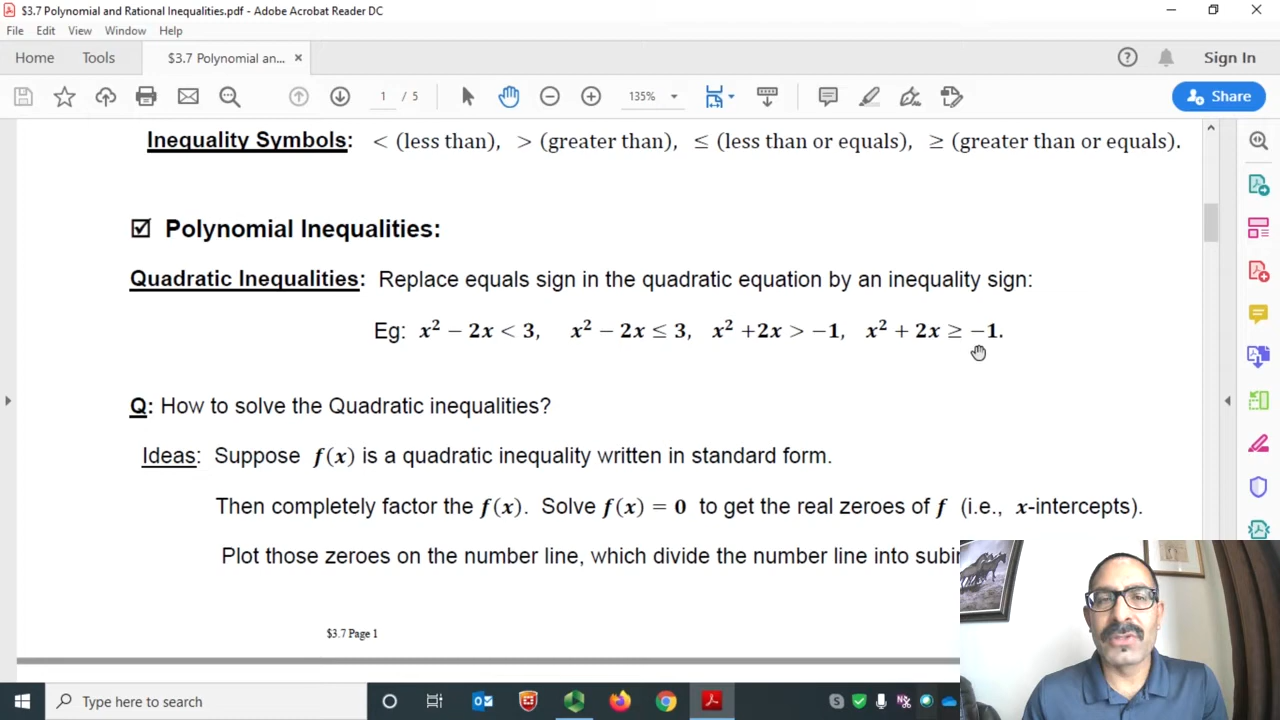 $3.7 Polynomial and Rational Inequalities.pdf - Adobe Acrobat Reader DC
File Edit View Window Help
Home Tools $3.7 Polynomial an... × Sign In
1 / 5 135% Share
Inequality Symbols: < (less than), > (greater than), ≤ (less than or equals), ≥ (greater than or equals).
Polynomial Inequalities:
Quadratic Inequalities: Replace equals sign in the quadratic equation by an inequality sign:
Eg: x² − 2x < 3, x² − 2x ≤ 3, x² +2x > −1, x² + 2x ≥ −1.
Q: How to solve the Quadratic inequalities?
Ideas: Suppose f(x) is a quadratic inequality written in standard form.
Then completely factor the f(x). Solve f(x) = 0 to get the real zeroes of f (i.e., x-intercepts).
Plot those zeroes on the number line, which divide the number line into subin
$3.7 Page 1
Type here to search